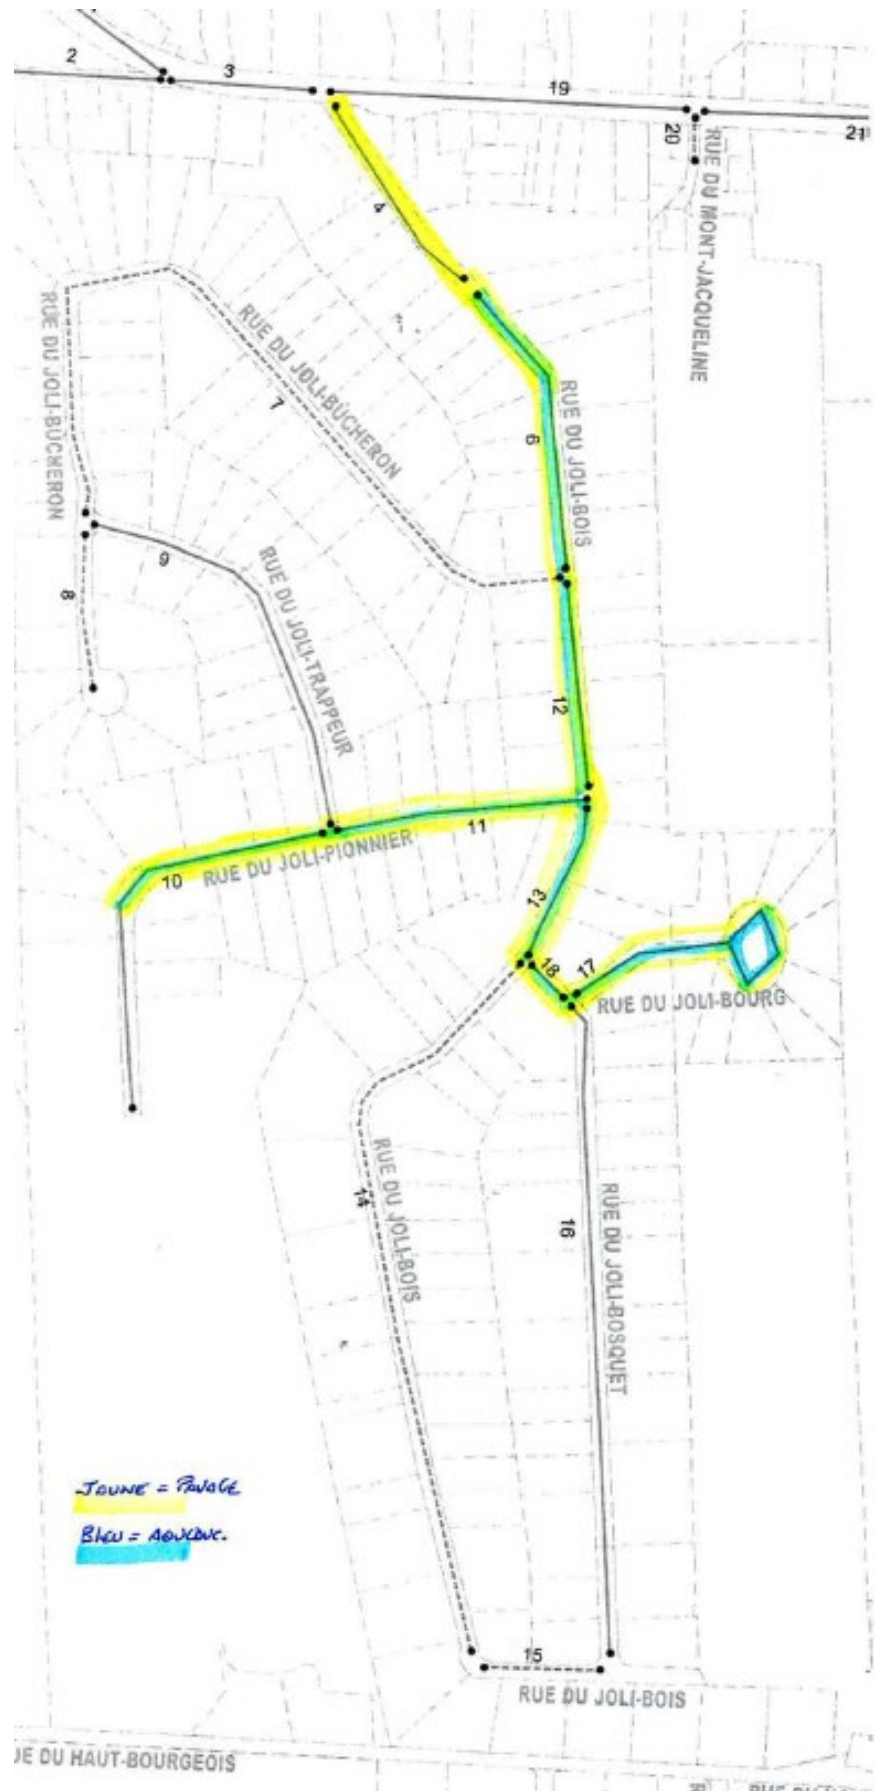 2
3
19
20
21
RUE DU MONT-JACQUELINE
4
RUE DU JOLI-BÛCHERON
RUE DU JOLI-BÛCHERON
7
6
RUE DU JOLI-BOIS
9
8
RUE DU JOLI-TRAPPEUR
12
11
10
RUE DU JOLI-PIONNIER
13
18
17
RUE DU JOLI-BOURG
14
RUE DU JOLI-BOIS
16
RUE DU JOLI-BOSQUET
JAUNE = PAVAGE
BLEU = AQUEDUC.
15
RUE DU JOLI-BOIS
UE DU HAUT-BOURGEOIS